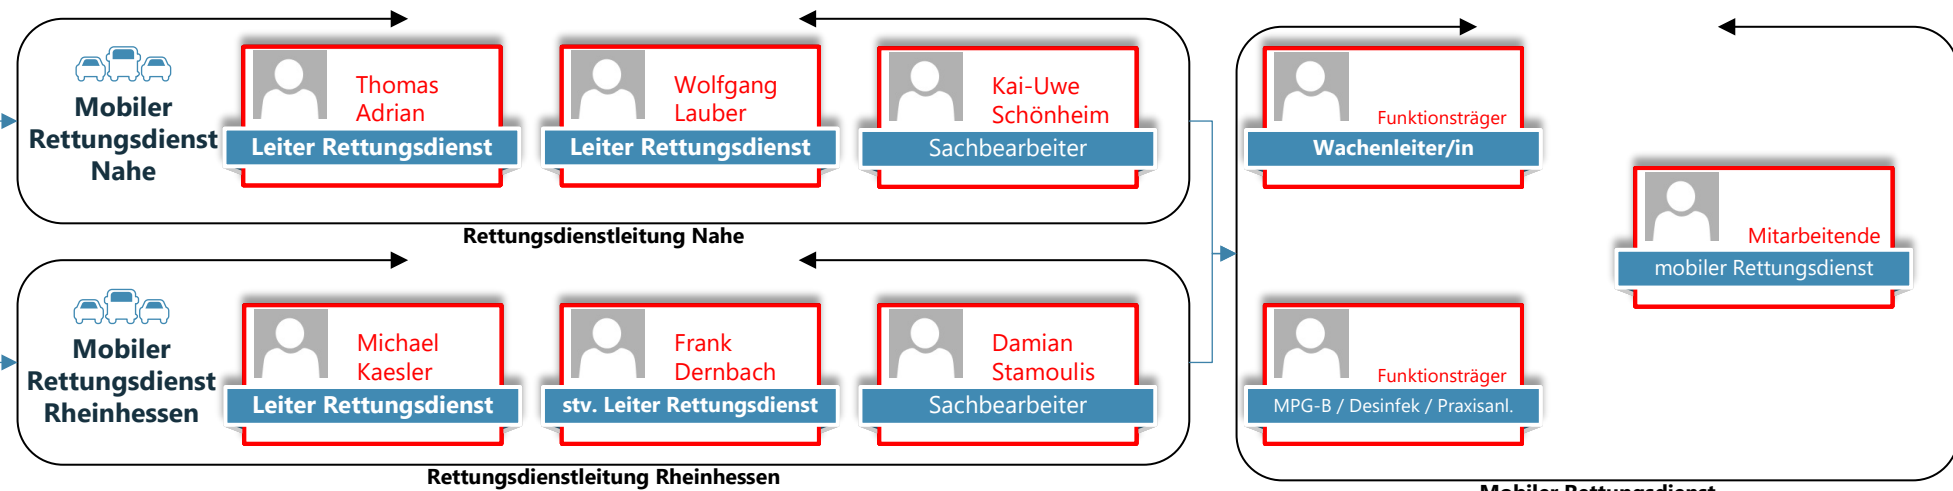 Mobiler
Rettungsdienst
Nahe
Thomas
Adrian
Leiter Rettungsdienst
Wolfgang
Lauber
Leiter Rettungsdienst
Kai-Uwe
Schönheim
Sachbearbeiter
Rettungsdienstleitung Nahe
Mobiler
Rettungsdienst
Rheinhessen
Michael
Kaesler
Leiter Rettungsdienst
Frank
Dernbach
stv. Leiter Rettungsdienst
Damian
Stamoulis
Sachbearbeiter
Rettungsdienstleitung Rheinhessen
Funktionsträger
Wachenleiter/in
Funktionsträger
MPG-B / Desinfek / Praxisanl.
Mitarbeitende
mobiler Rettungsdienst
Mobiler Rettungsdienst